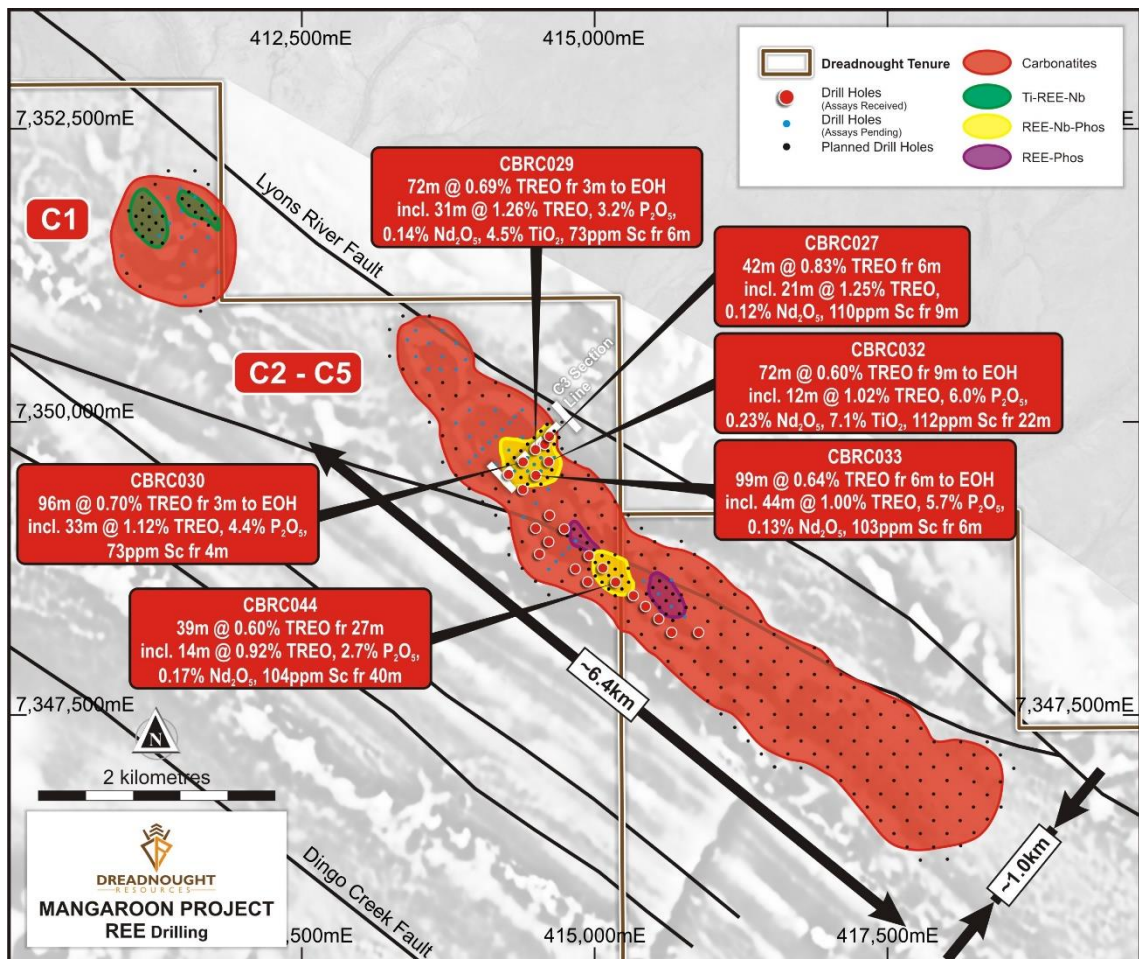 412,500mE
415,000mE
7,352,500mE
Dreadnought Tenure
Drill Holes
(Assays Received)
Drill Holes
(Assays Pending)
Planned Drill Holes
Carbonatites
Ti-REE-Nb
REE-Nb-Phos
REE-Phos
C1
Lyons River Fault
CBRC029
72m @ 0.69% TREO fr 3m to EOH
incl. 31m @ 1.26% TREO, 3.2% P₂O₅,
0.14% Nd₂O₅, 4.5% TiO₂, 73ppm Sc fr 6m
CBRC027
42m @ 0.83% TREO fr 6m
incl. 21m @ 1.25% TREO,
0.12% Nd₂O₅, 110ppm Sc fr 9m
C2 - C5
C3 Section
Line
CBRC032
72m @ 0.60% TREO fr 9m to EOH
incl. 12m @ 1.02% TREO, 6.0% P₂O₅,
0.23% Nd₂O₅, 7.1% TiO₂, 112ppm Sc fr 22m
7,350,000mE
CBRC033
99m @ 0.64% TREO fr 6m to EOH
incl. 44m @ 1.00% TREO, 5.7% P₂O₅,
0.13% Nd₂O₅, 103ppm Sc fr 6m
CBRC030
96m @ 0.70% TREO fr 3m to EOH
incl. 33m @ 1.12% TREO, 4.4% P₂O₅,
73ppm Sc fr 4m
CBRC044
39m @ 0.60% TREO fr 27m
incl. 14m @ 0.92% TREO, 2.7% P₂O₅,
0.17% Nd₂O₅, 104ppm Sc fr 40m
~6.4km
7,347,500mE
7,347,500mE
N
2 kilometres
~1.0km
DREADNOUGHT
RESOURCES
MANGAROON PROJECT
REE Drilling
Dingo Creek Fault
,500mE
415,000mE
417,500mE